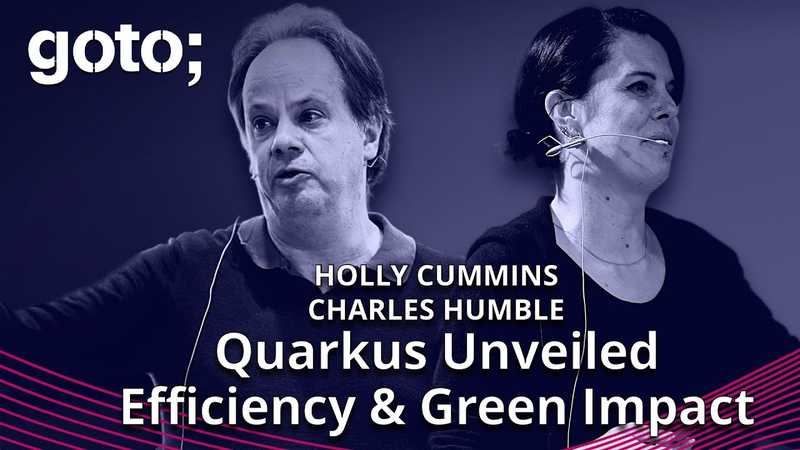 goto;
HOLLY CUMMINS
CHARLES HUMBLE
Quarkus Unveiled
Efficiency & Green Impact